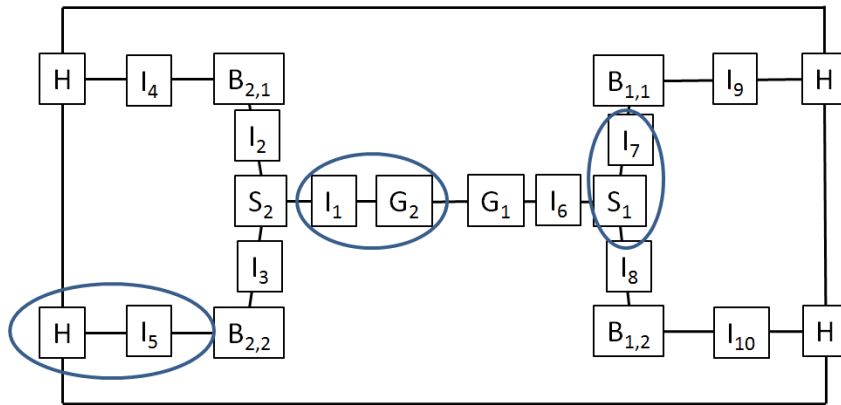 H I₄ B₂,₁ B₁,₁ I₉ H
I₂ I₇
S₂ I₁ G₂ G₁ I₆ S₁
I₃ I₈
H I₅ B₂,₂ B₁,₂ I₁₀ H